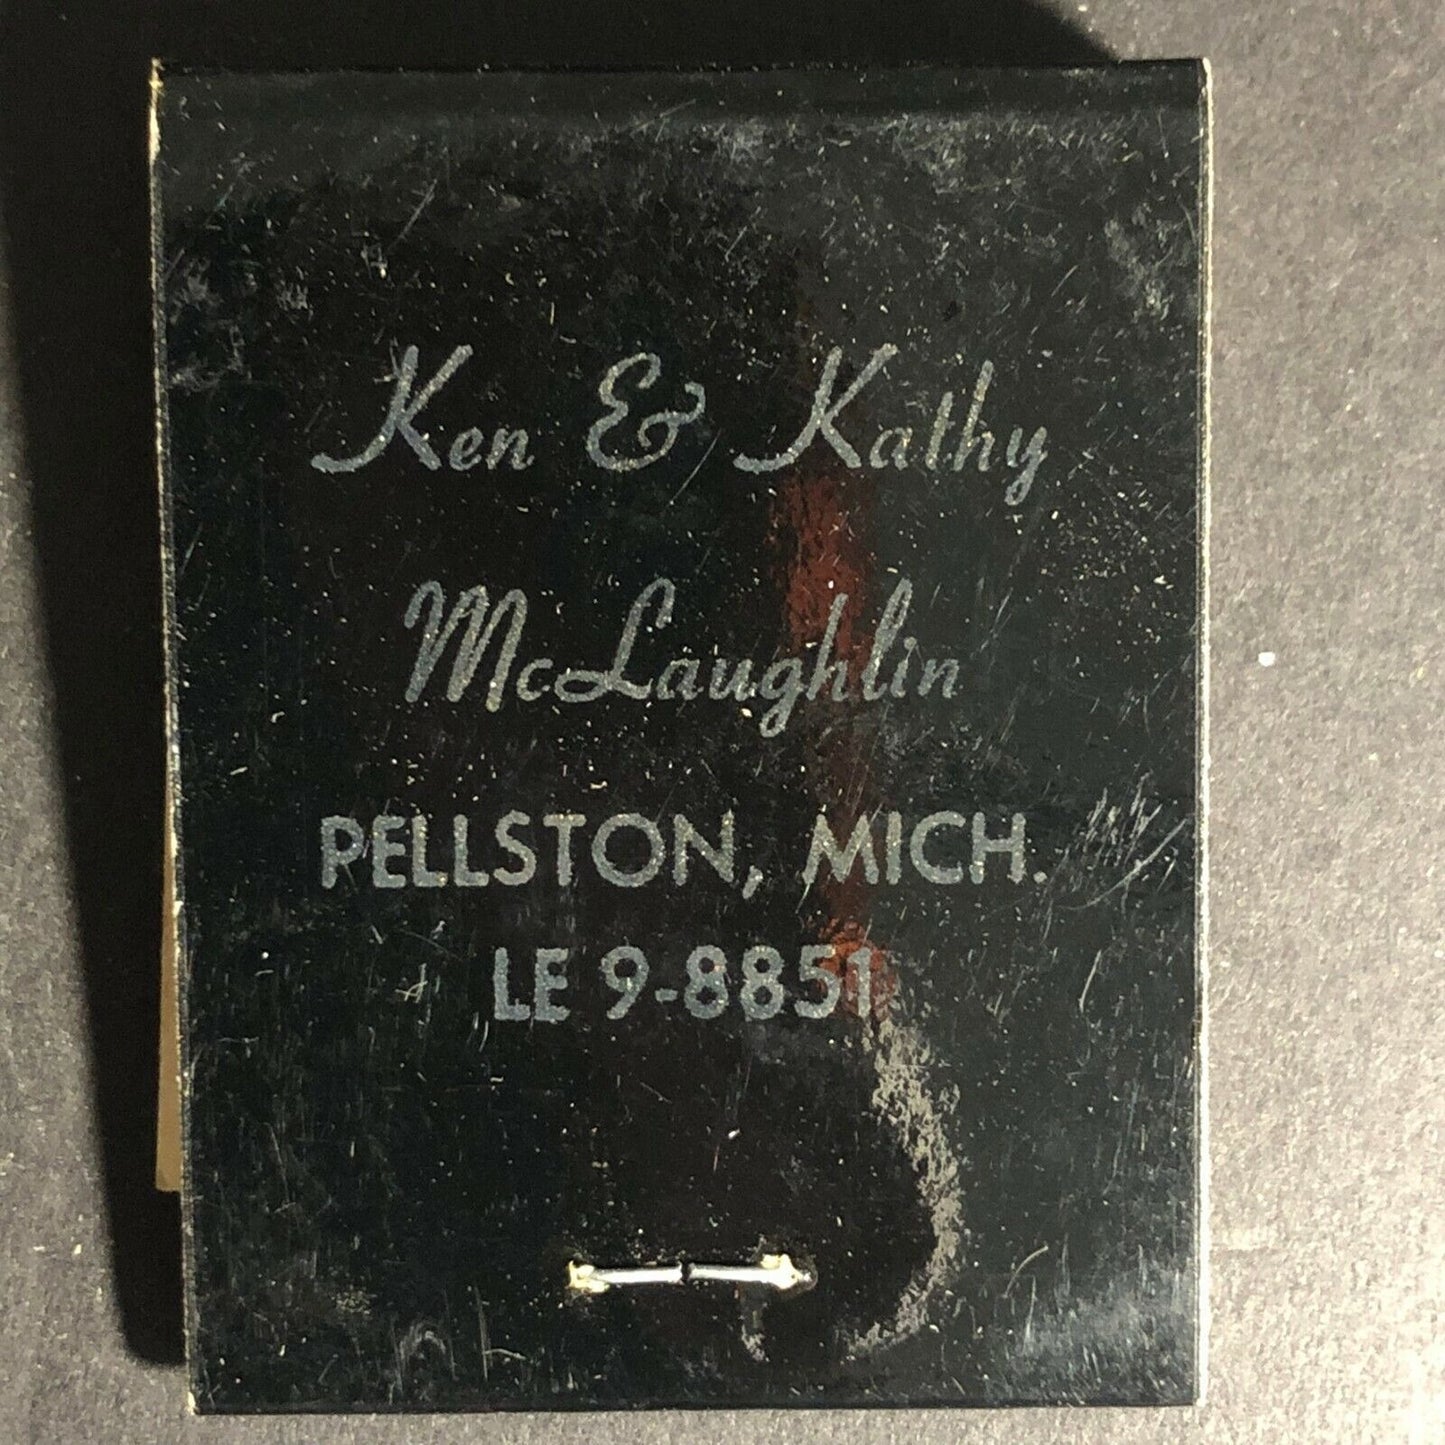 Ken & Kathy
McLaughlin
PELLSTON, MICH.
LE 9-8851